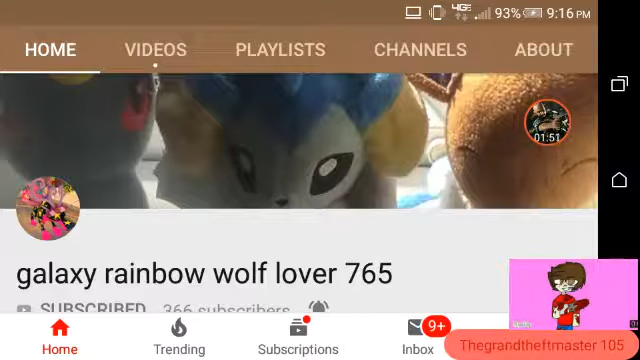 4G 93% 9:16 PM
HOME VIDEOS PLAYLISTS CHANNELS ABOUT
01:51
galaxy rainbow wolf lover 765
SUBSCRIBED 366 subscribers
9+
Home Trending Subscriptions Inbox
Thegrandtheftmaster 105